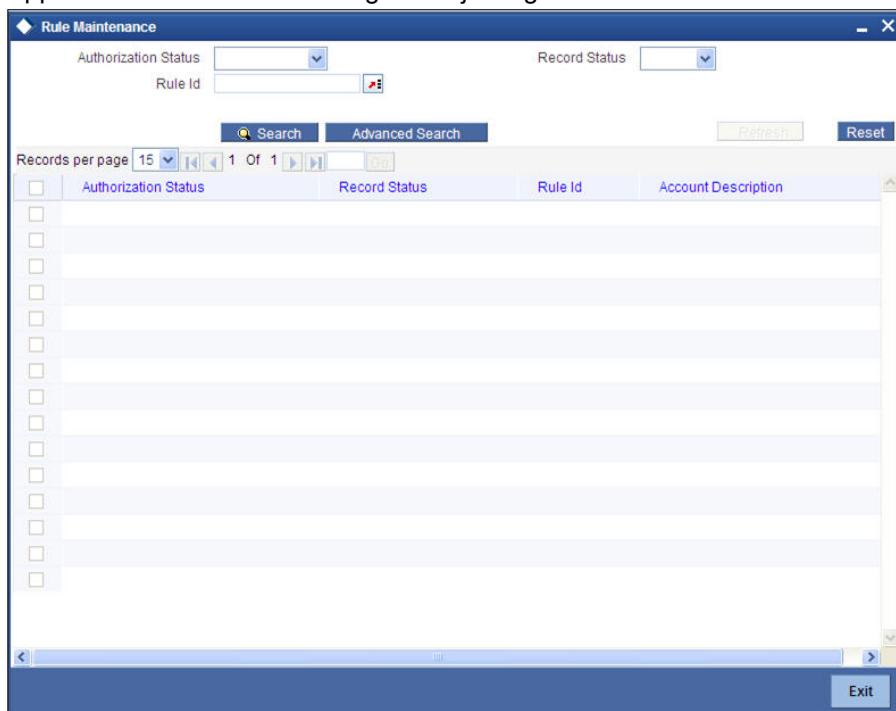 Rule Maintenance
Authorization Status
Record Status
Rule Id
Search
Advanced Search
Refresh
Reset
Records per page 15 1 Of 1 Go
Authorization Status Record Status Rule Id Account Description
Exit